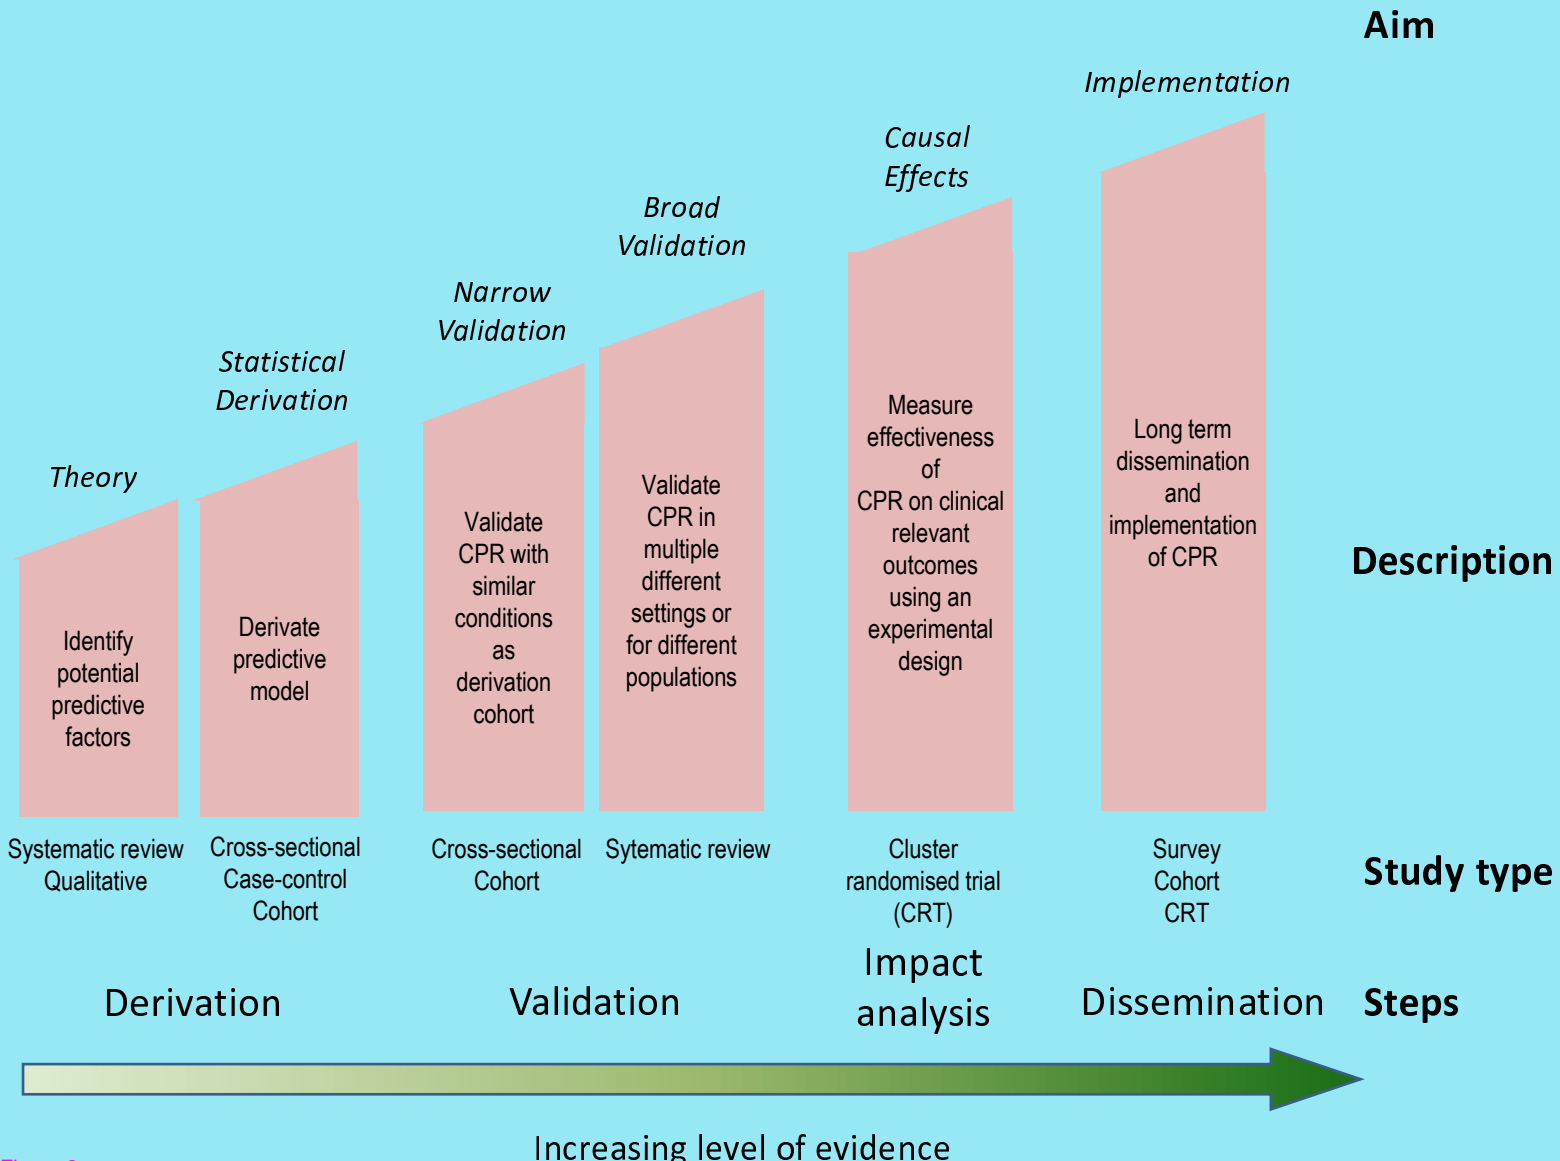 Aim
Implementation
Causal
Effects
Broad
Validation
Narrow
Validation
Statistical
Derivation
Theory
Identify
potential
predictive
factors
Derivate
predictive
model
Validate
CPR with
similar
conditions
as
derivation
cohort
Validate
CPR in
multiple
different
settings or
for different
populations
Measure
effectiveness
of
CPR on clinical
relevant
outcomes
using an
experimental
design
Long term
dissemination
and
implementation
of CPR
Description
Systematic review
Qualitative
Cross-sectional
Case-control
Cohort
Cross-sectional
Cohort
Sytematic review
Cluster
randomised trial
(CRT)
Survey
Cohort
CRT
Study type
Derivation
Validation
Impact
analysis
Dissemination
Steps
Increasing level of evidence